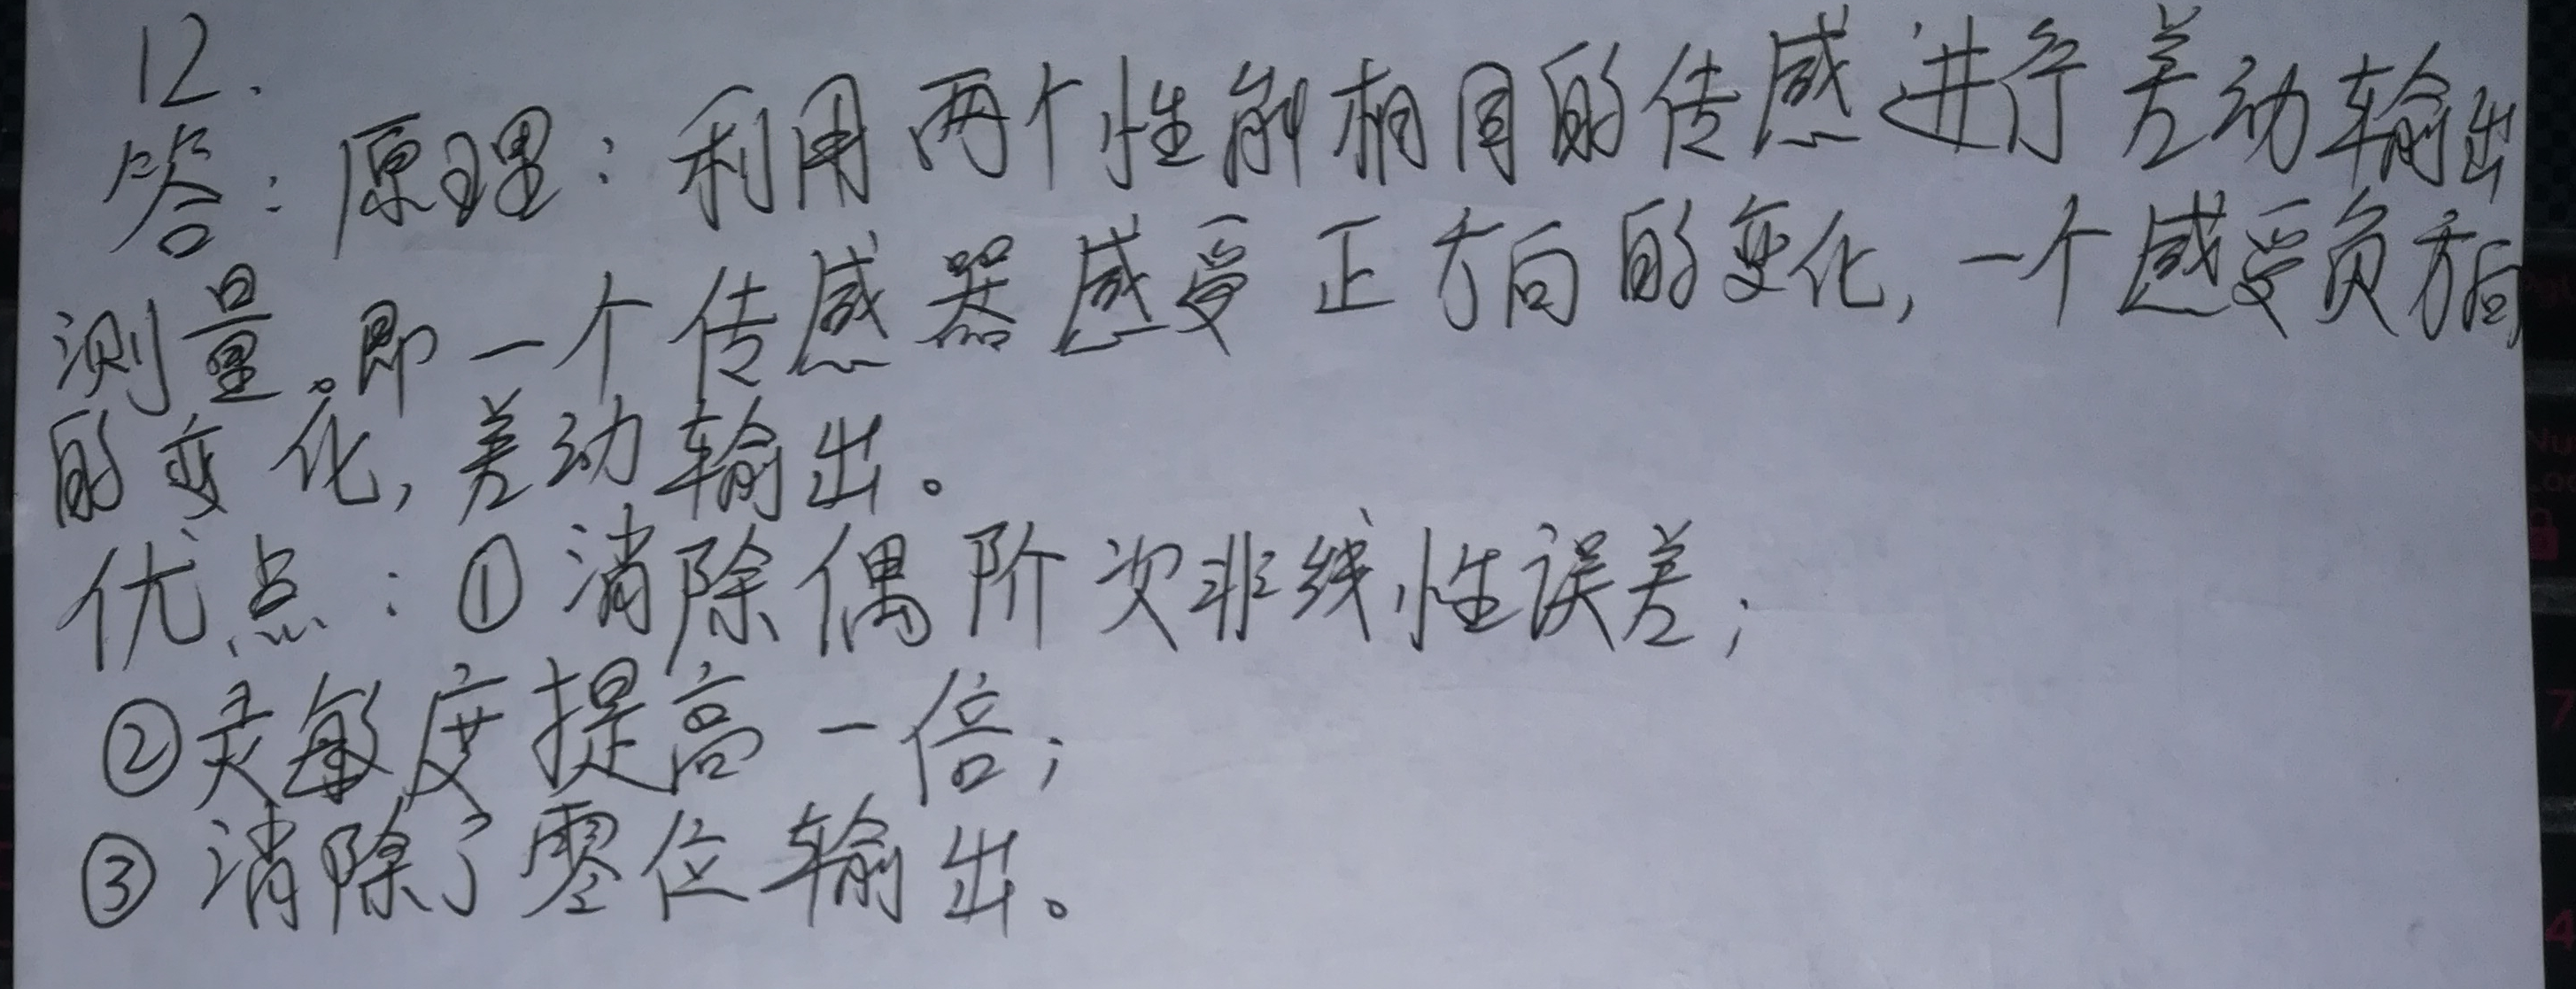 12.
答：原理：利用两个性能相同的传感进行差动输出
测量。即一个传感器感受正方向的变化，一个感受负方向
的变化，差动输出。
优点：①消除偶阶次非线性误差；
②灵敏度提高一倍；
③消除了零位输出。